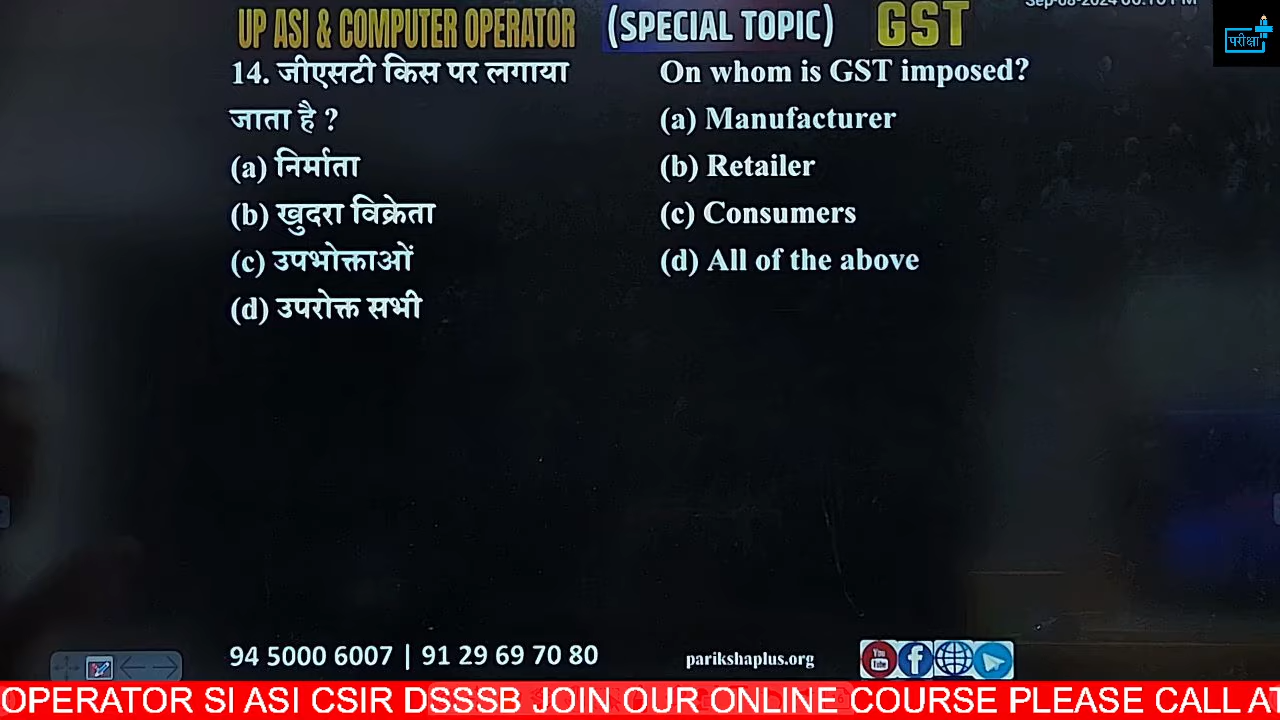 UP ASI & COMPUTER OPERATOR (SPECIAL TOPIC) GST
परीक्षा
14. जीएसटी किस पर लगाया
जाता है ?
(a) निर्माता
(b) खुदरा विक्रेता
(c) उपभोक्ताओं
(d) उपरोक्त सभी
On whom is GST imposed?
(a) Manufacturer
(b) Retailer
(c) Consumers
(d) All of the above
94 5000 6007 | 91 29 69 70 80
parikshaplus.org
You
Tube
OPERATOR SI ASI CSIR DSSSB JOIN OUR ONLINE COURSE PLEASE CALL AT